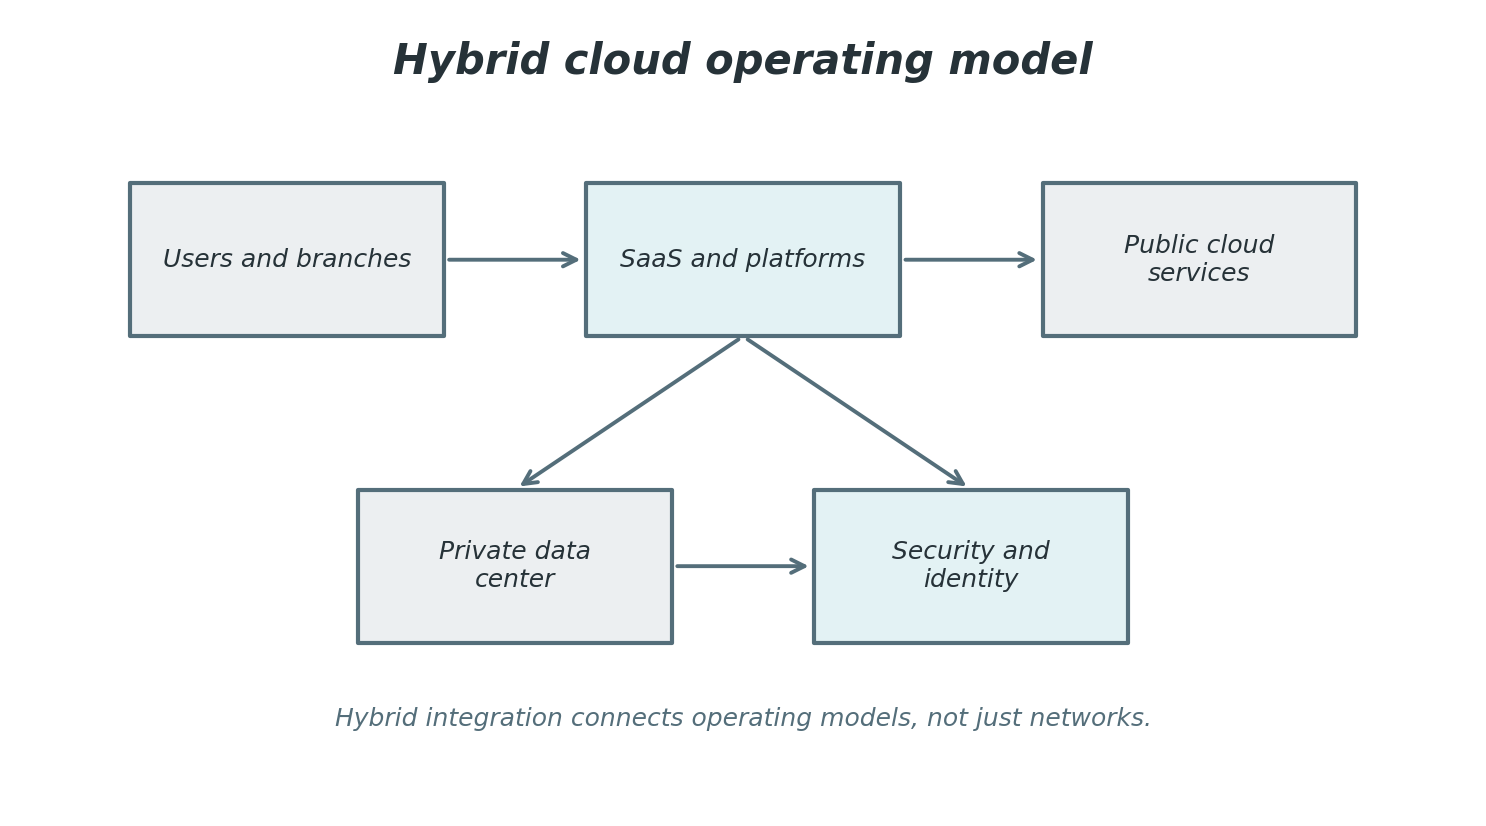 Hybrid cloud operating model
Users and branches
SaaS and platforms
Public cloud
services
Private data
center
Security and
identity
Hybrid integration connects operating models, not just networks.